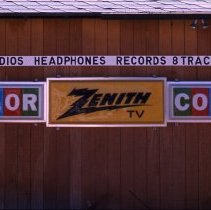 DIOS HEADPHONES RECORDS 8 TRAC
OR ZENITH CO
TV